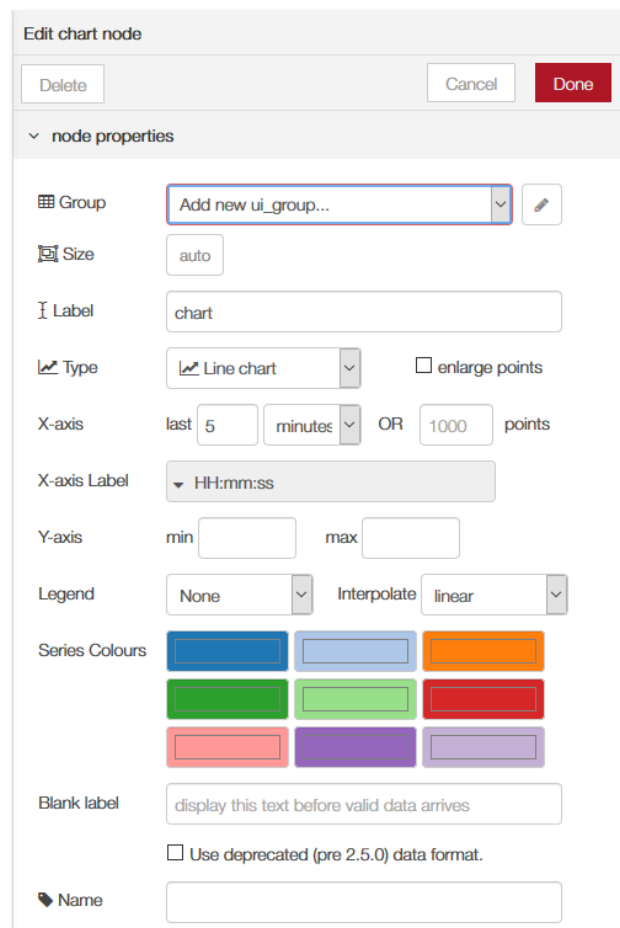 Edit chart node
Delete Cancel Done
node properties
Group Add new ui_group...
Size auto
Label chart
Type Line chart enlarge points
X-axis last 5 minutes OR 1000 points
X-axis Label HH:mm:ss
Y-axis min max
Legend None Interpolate linear
Series Colours
Blank label display this text before valid data arrives
Use deprecated (pre 2.5.0) data format.
Name